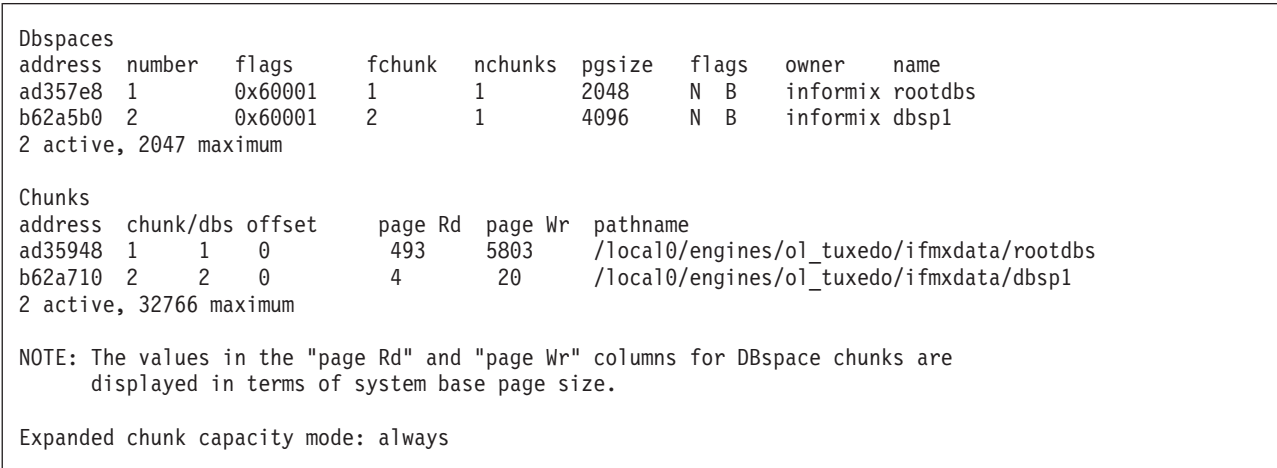 Dbspaces
address number flags fchunk nchunks pgsize flags owner name
ad357e8 1 0x60001 1 1 2048 N B informix rootdbs
b62a5b0 2 0x60001 2 1 4096 N B informix dbsp1
2 active, 2047 maximum
Chunks
address chunk/dbs offset page Rd page Wr pathname
ad35948 1 1 0 493 5803 /local0/engines/ol_tuxedo/ifmxdata/rootdbs
b62a710 2 2 0 4 20 /local0/engines/ol_tuxedo/ifmxdata/dbsp1
2 active, 32766 maximum
NOTE: The values in the "page Rd" and "page Wr" columns for DBspace chunks are
displayed in terms of system base page size.
Expanded chunk capacity mode: always